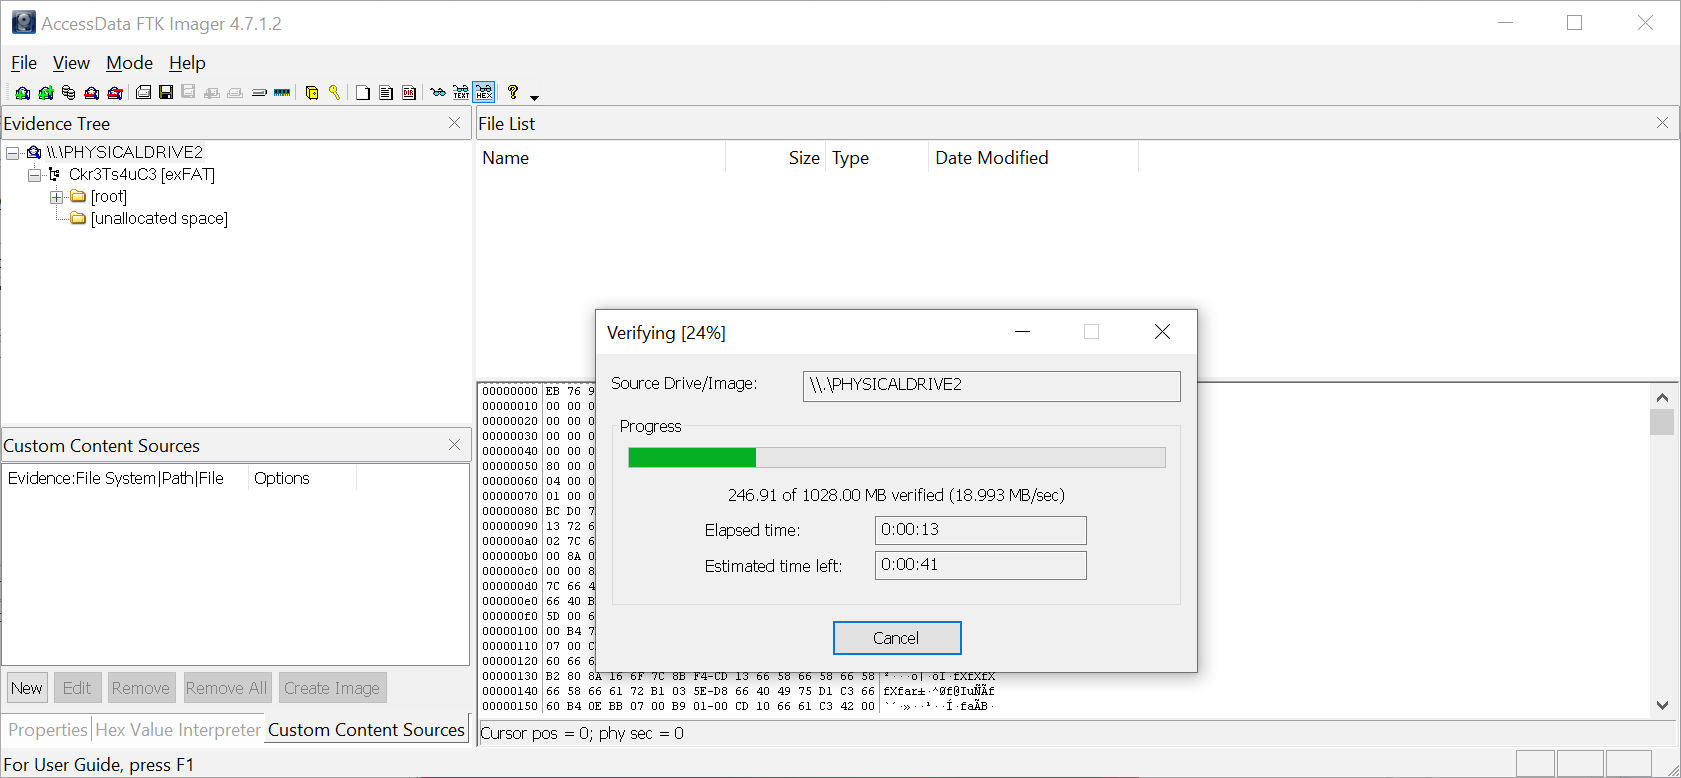 AccessData FTK Imager 4.7.1.2
File View Mode Help
Evidence Tree
\\.\PHYSICALDRIVE2
Ckr3Ts4uC3 [exFAT]
[root]
[unallocated space]
File List
Name Size Type Date Modified
Custom Content Sources
Evidence:File System|Path|File Options
New Edit Remove Remove All Create Image
Properties Hex Value Interpreter Custom Content Sources
For User Guide, press F1
Verifying [24%]
Source Drive/Image: \\.\PHYSICALDRIVE2
Progress
246.91 of 1028.00 MB verified (18.993 MB/sec)
Elapsed time: 0:00:13
Estimated time left: 0:00:41
Cancel
00000000 EB 76 9
00000010 00 00 0
00000020 00 00 0
00000030 00 00 0
00000040 00 00 0
00000050 80 00 0
00000060 04 00 0
00000070 01 00 0
00000080 BC D0 7
00000090 13 72 6
000000a0 02 7C 6
000000b0 00 8A 0
000000c0 00 00 8
000000d0 7C 66 4
000000e0 66 40 B
000000f0 5D 00 6
00000100 00 B4 7
00000110 07 00 C
00000120 60 66 6
00000130 B2 80 8A 16 6F 7C 8B F4-CD 13 66 58 66 58 66 58
00000140 66 58 66 61 72 B1 03 5E-D8 66 40 49 75 D1 C3 66 fXfar±·^Øf@IuÑÃf
00000150 60 B4 0E BB 07 00 B9 01-00 CD 10 66 61 C3 42 00 `´·»··¹··Í·faÃB·
Cursor pos = 0; phy sec = 0